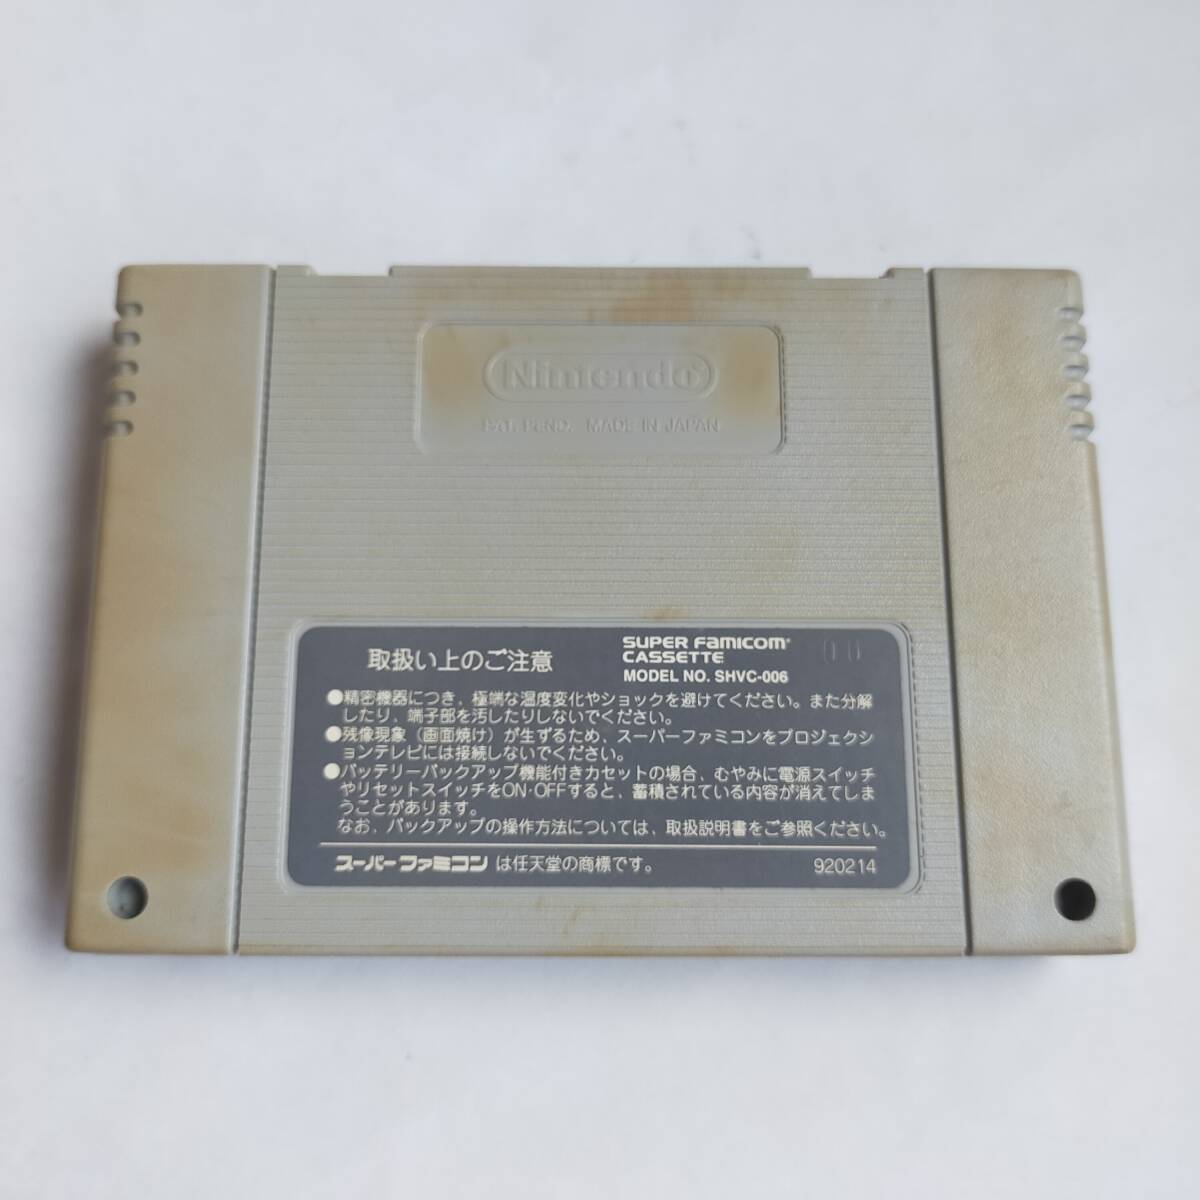 Nintendo
PAT. PEND. MADE IN JAPAN
取扱い上のご注意
SUPER FAMICOM
CASSETTE
MODEL NO. SHVC-006
●精密機器につき、極端な温度変化やショックを避けてください。また分解
したり、端子部を汚したりしないでください。
●残像現象（画面焼け）が生ずるため、スーパーファミコンをプロジェクシ
ョンテレビには接続しないでください。
●バッテリーバックアップ機能付きカセットの場合、むやみに電源スイッチ
やリセットスイッチをON·OFFすると、蓄積されている内容が消えてしま
うことがあります。
なお、バックアップの操作方法については、取扱説明書をご参照ください。
スーパーファミコン は任天堂の商標です。
920214